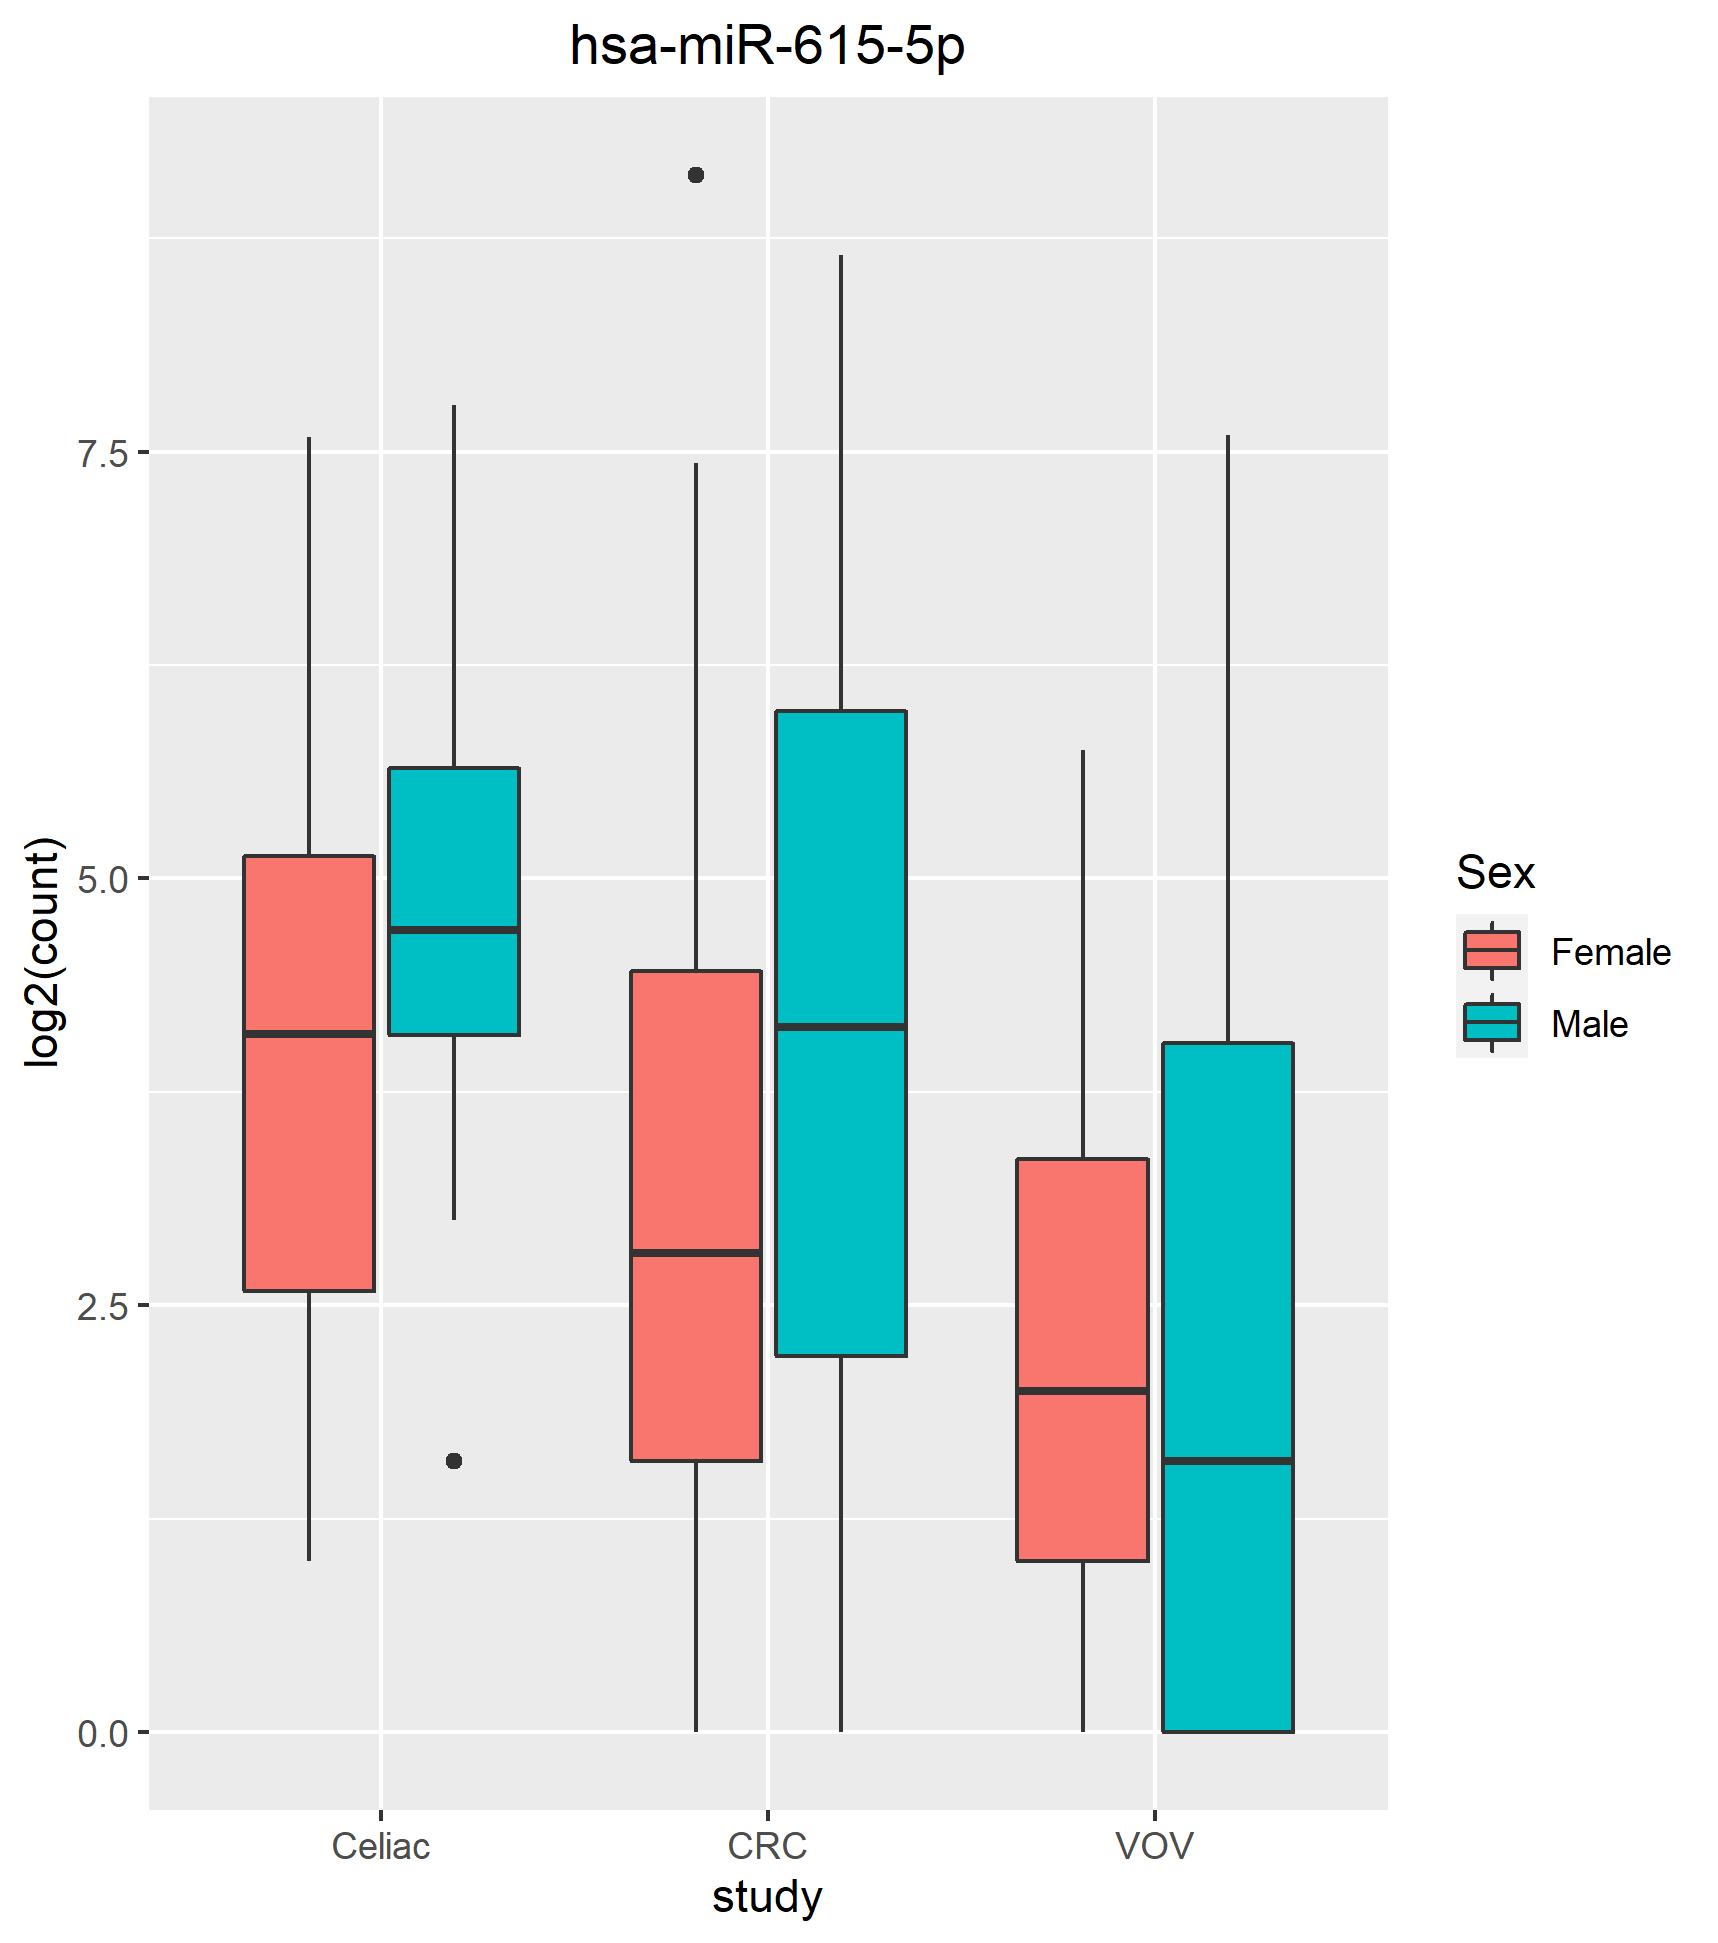 hsa-miR-615-5p
log2(count)
7.5
5.0
2.5
0.0
Celiac
CRC
VOV
study
Sex
Female
Male